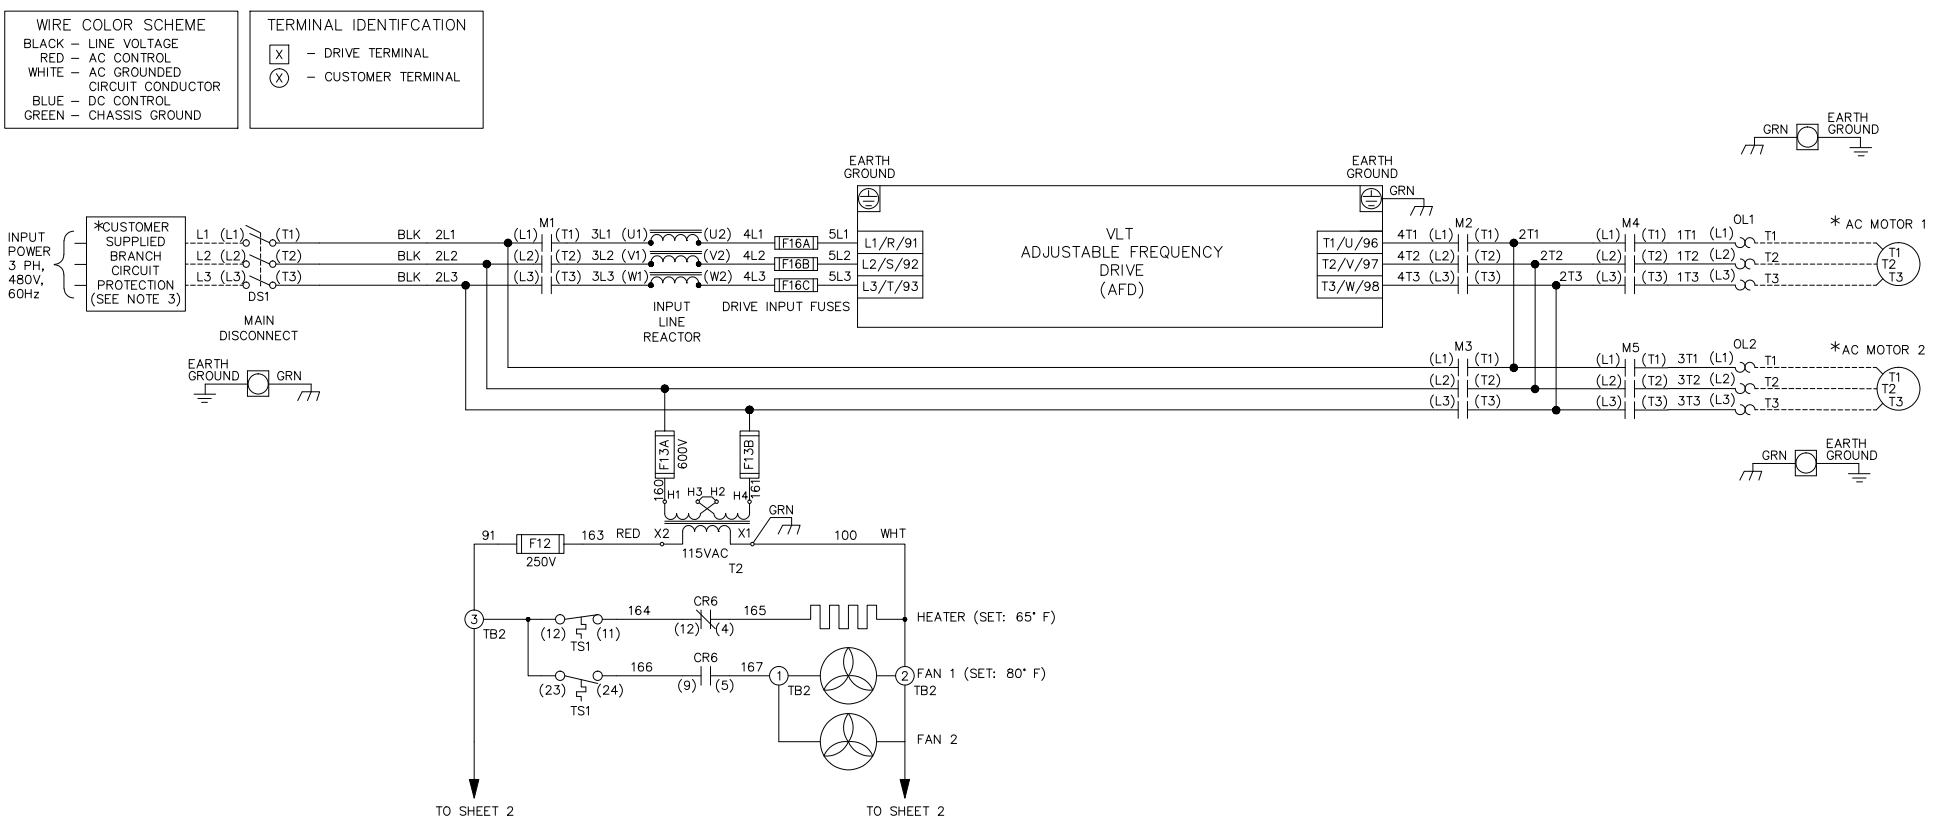 WIRE COLOR SCHEME
BLACK – LINE VOLTAGE
RED – AC CONTROL
WHITE – AC GROUNDED
CIRCUIT CONDUCTOR
BLUE – DC CONTROL
GREEN – CHASSIS GROUND
TERMINAL IDENTIFCATION
X – DRIVE TERMINAL
X – CUSTOMER TERMINAL
INPUT
POWER
3 PH,
480V,
60Hz
*CUSTOMER
SUPPLIED
BRANCH
CIRCUIT
PROTECTION
(SEE NOTE 3)
L1 (L1) (T1) BLK 2L1 (L1) M1 (T1) 3L1 (U1) (U2) 4L1 F16A 5L1 L1/R/91
L2 (L2) (T2) BLK 2L2 (L2) (T2) 3L2 (V1) (V2) 4L2 F16B 5L2 L2/S/92
L3 (L3) (T3) BLK 2L3 (L3) (T3) 3L3 (W1) (W2) 4L3 F16C 5L3 L3/T/93
DS1
MAIN
DISCONNECT
INPUT
LINE
REACTOR
DRIVE INPUT FUSES
EARTH
GROUND
GRN
EARTH
GROUND
VLT
ADJUSTABLE FREQUENCY
DRIVE
(AFD)
EARTH
GROUND
GRN
T1/U/96 4T1 (L1) M2 (T1) 2T1 (L1) M4 (T1) 1T1 (L1) OL1 T1
T2/V/97 4T2 (L2) (T2) 2T2 (L2) (T2) 1T2 (L2) T2
T3/W/98 4T3 (L3) (T3) 2T3 (L3) (T3) 1T3 (L3) T3
* AC MOTOR 1
T1
T2
T3
GRN
EARTH
GROUND
(L1) M3 (T1) (L1) M5 (T1) 3T1 (L1) OL2 T1
(L2) (T2) (L2) (T2) 3T2 (L2) T2
(L3) (T3) (L3) (T3) 3T3 (L3) T3
*AC MOTOR 2
T1
T2
T3
GRN
EARTH
GROUND
F13A
600V
F13B
160
161
H1 H3 H2 H4
GRN
91 F12 163 RED X2 X1 100 WHT
250V
115VAC
T2
3
TB2
(12) (11)
TS1
164
CR6
(12) (4)
165
HEATER (SET: 65° F)
(23) (24)
TS1
166
CR6
(9) (5)
167
1
TB2
2
TB2
FAN 1 (SET: 80° F)
FAN 2
TO SHEET 2
TO SHEET 2